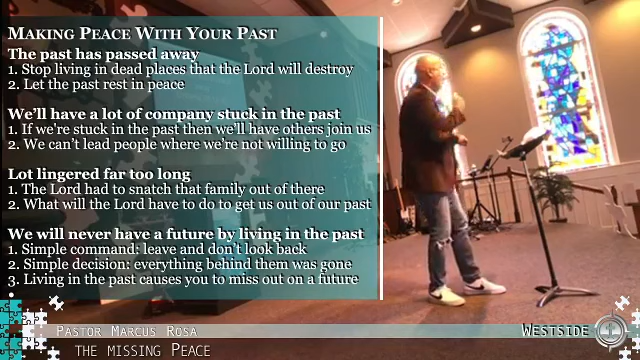 Making Peace With Your Past
The past has passed away
1. Stop living in dead places that the Lord will destroy
2. Let the past rest in peace
We'll have a lot of company stuck in the past
1. If we're stuck in the past then we'll have others join us
2. We can't lead people where we're not willing to go
Lot lingered far too long
1. The Lord had to snatch that family out of there
2. What will the Lord have to do to get us out of our past
We will never have a future by living in the past
1. Simple command: leave and don't look back
2. Simple decision: everything behind them was gone
3. Living in the past causes you to miss out on a future
Pastor Marcus Rosa
Westside
the missing Peace